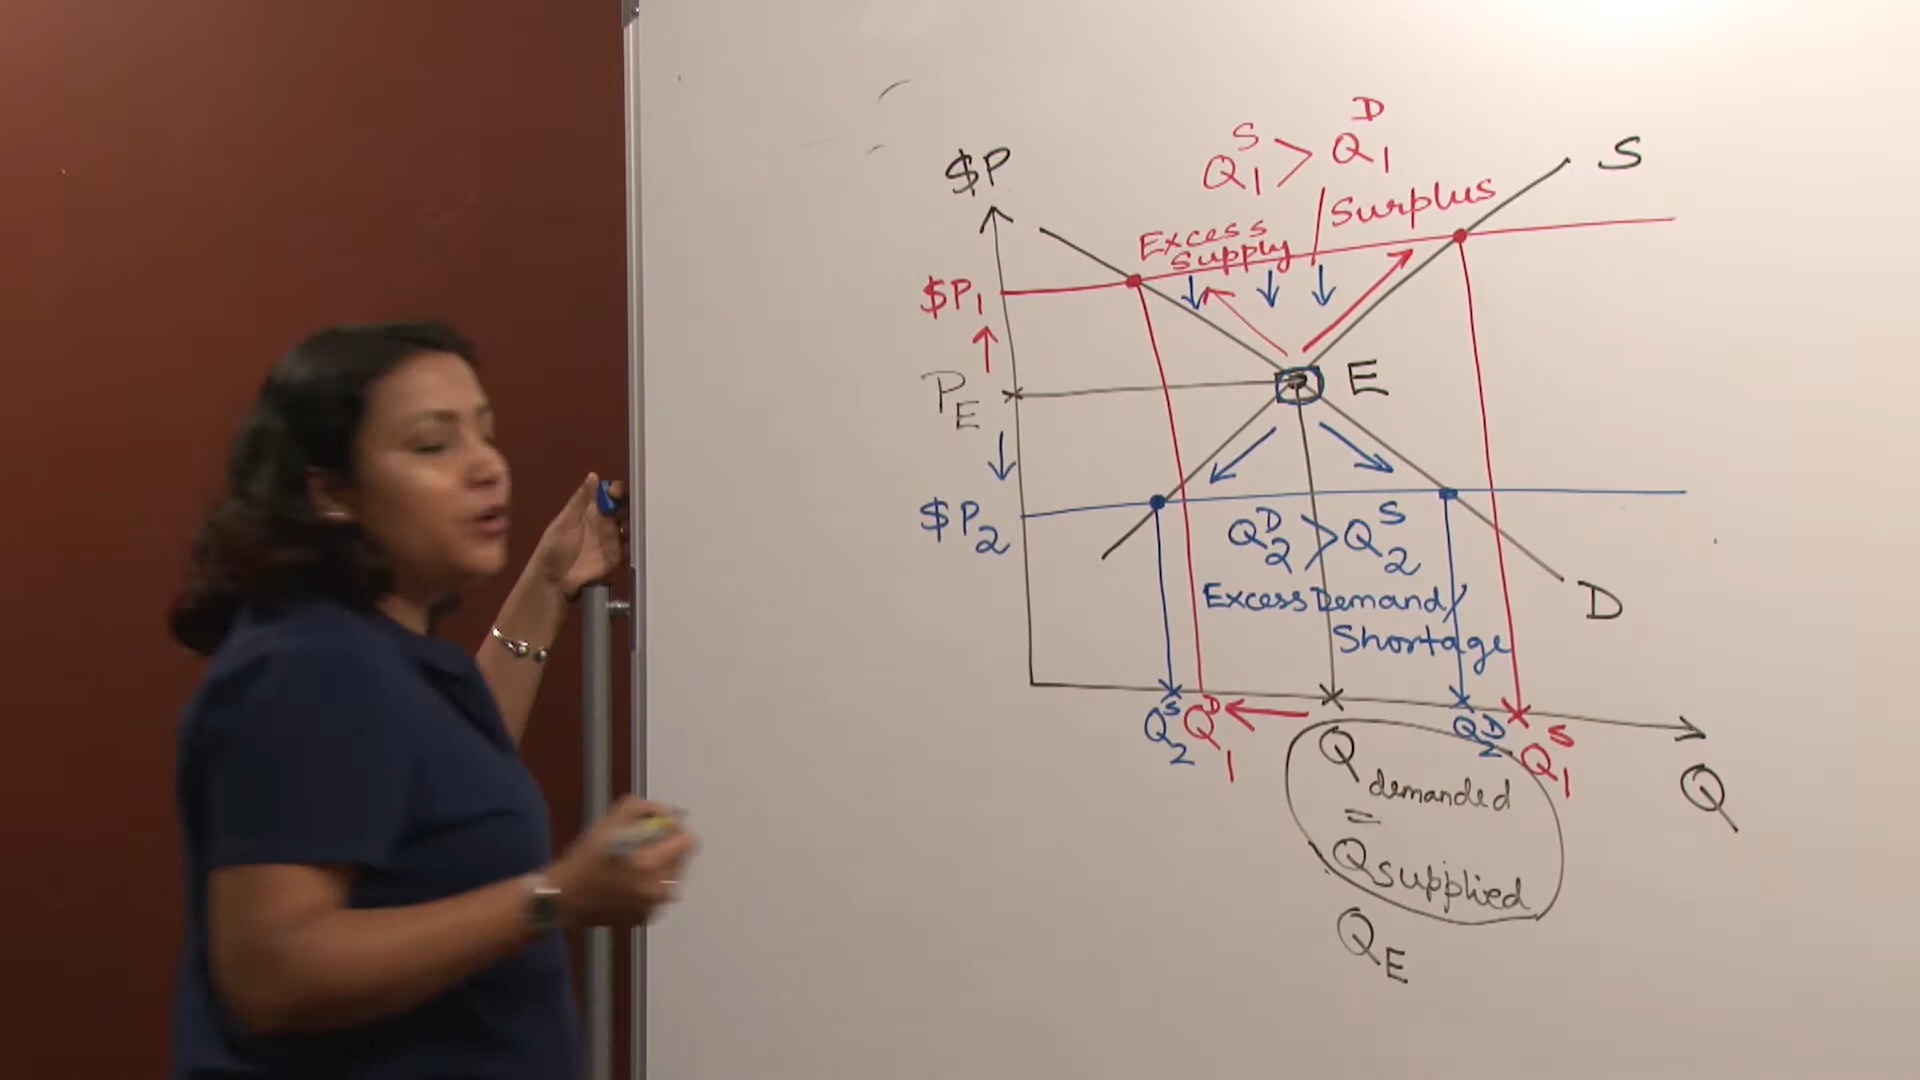 Q₁ˢ > Q₁ᴰ
$P
S
Excess Supply / Surplus
$P₁
P_E
E
$P₂
Q₂ᴰ > Q₂ˢ
Excess Demand/
Shortage
D
Q₂ˢ Q₁ᴰ Q₂ᴰ Q₁ˢ
Q
Q demanded
=
Q supplied
Q_E